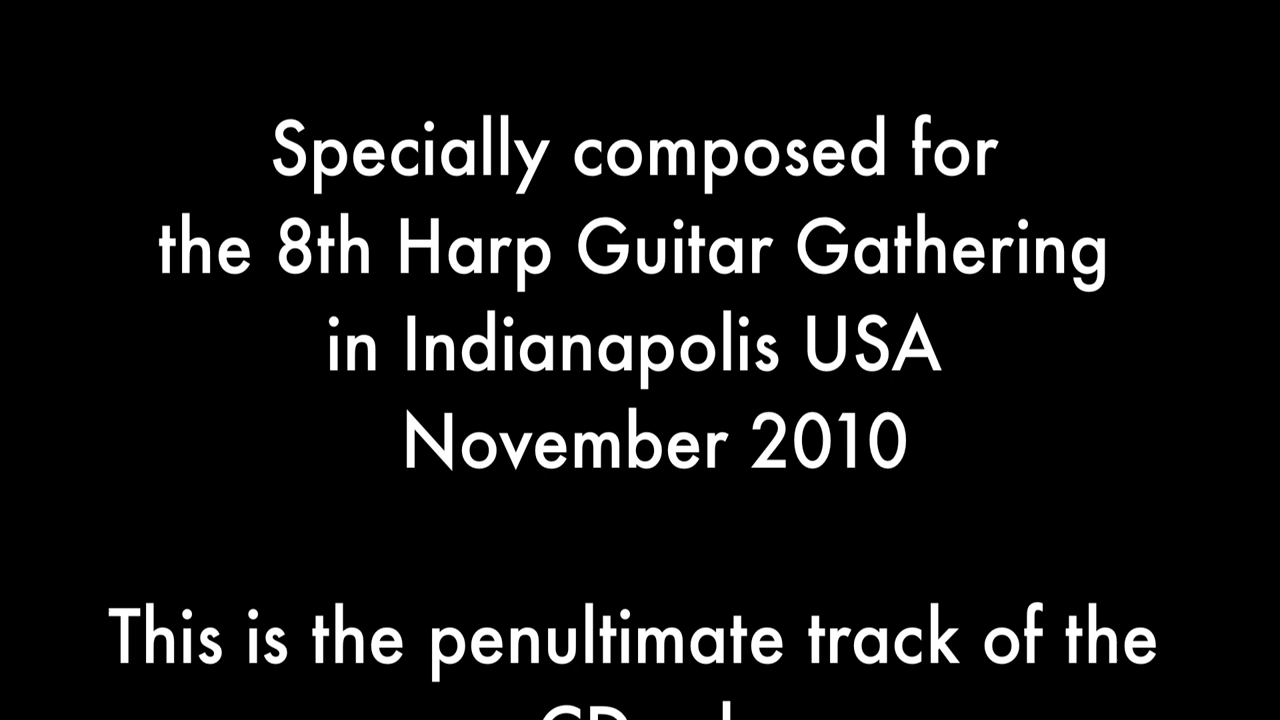 Specially composed for
the 8th Harp Guitar Gathering
in Indianapolis USA
November 2010
This is the penultimate track of the